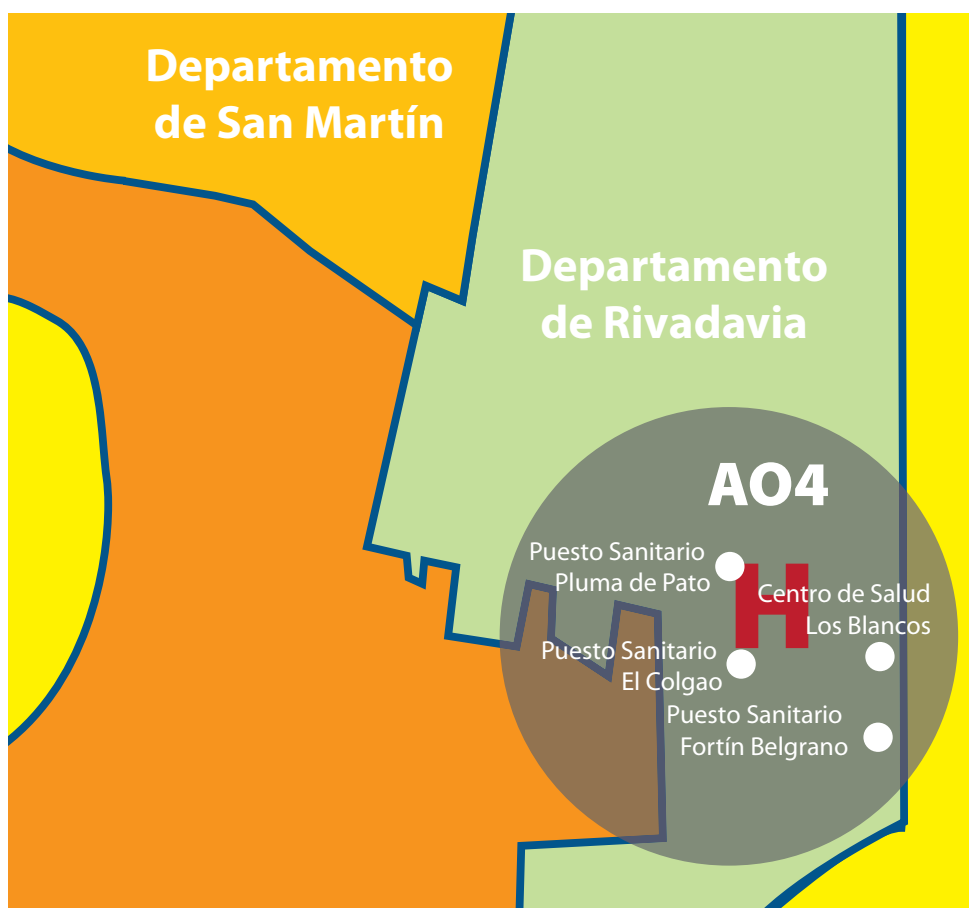 Departamento
de San Martín
Departamento
de Rivadavia
AO4
Puesto Sanitario
Pluma de Pato
H
Centro de Salud
Los Blancos
Puesto Sanitario
El Colgao
Puesto Sanitario
Fortín Belgrano